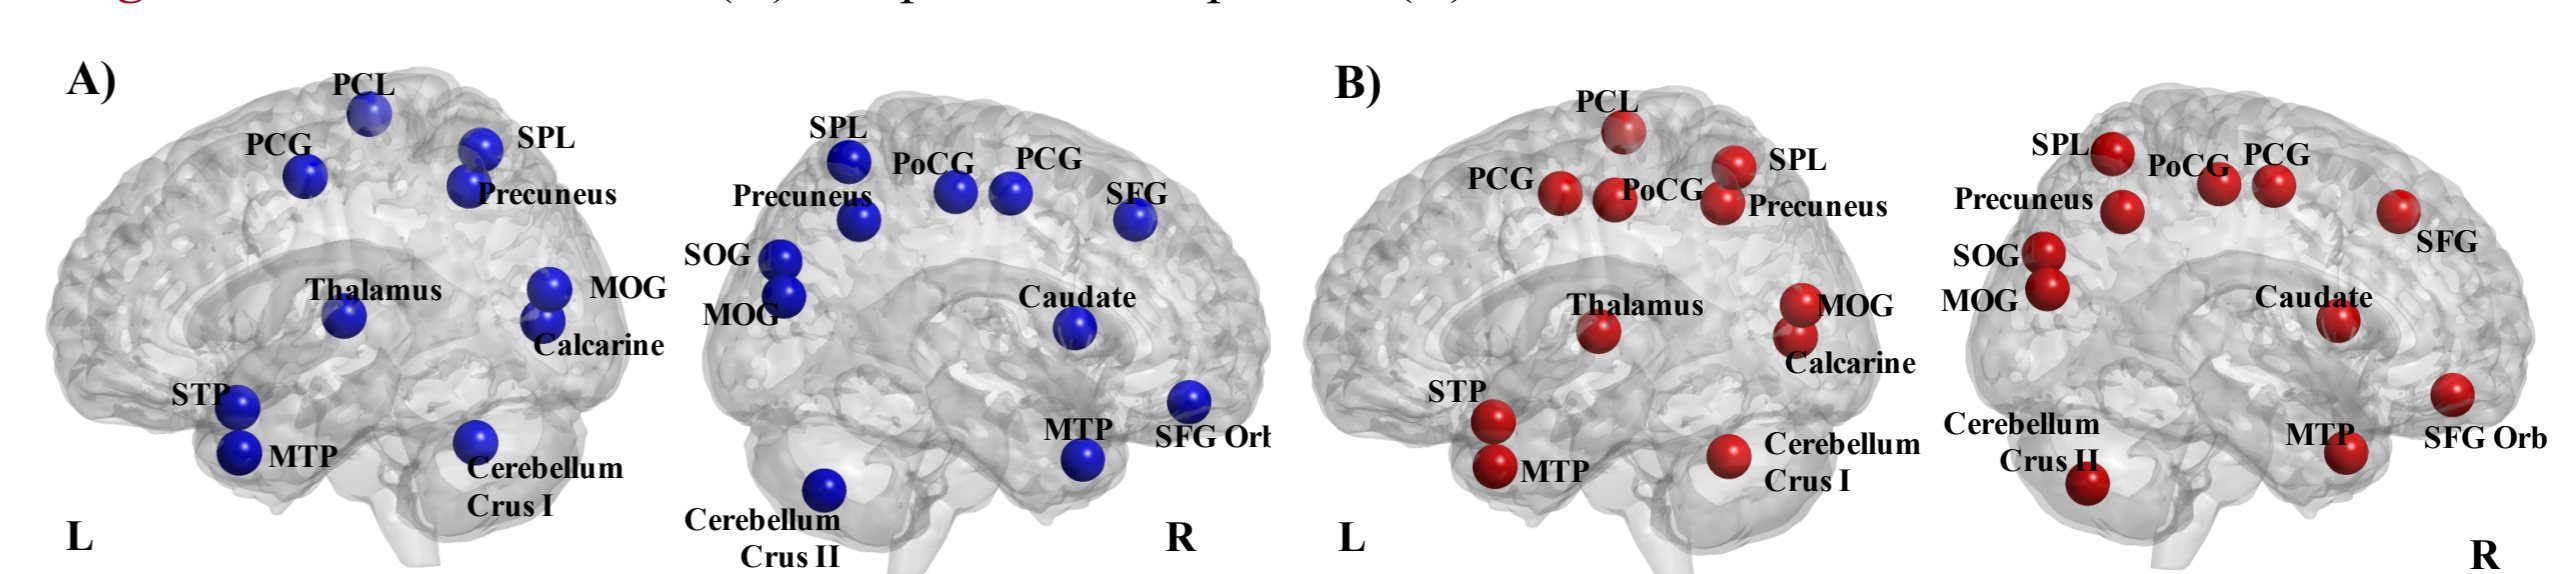 A)
PCL
PCG
SPL
Precuneus
Thalamus
MOG
Calcarine
STP
MTP
Cerebellum
Crus I
L
SPL
PoCG
PCG
Precuneus
SFG
SOG
MOG
Caudate
MTP
SFG Orb
Cerebellum
Crus II
R
B)
PCL
SPL
PCG
PoCG
Precuneus
Thalamus
MOG
Calcarine
STP
MTP
Cerebellum
Crus I
L
SPL
PoCG
PCG
Precuneus
SFG
SOG
MOG
Caudate
Cerebellum
Crus II
MTP
SFG Orb
R